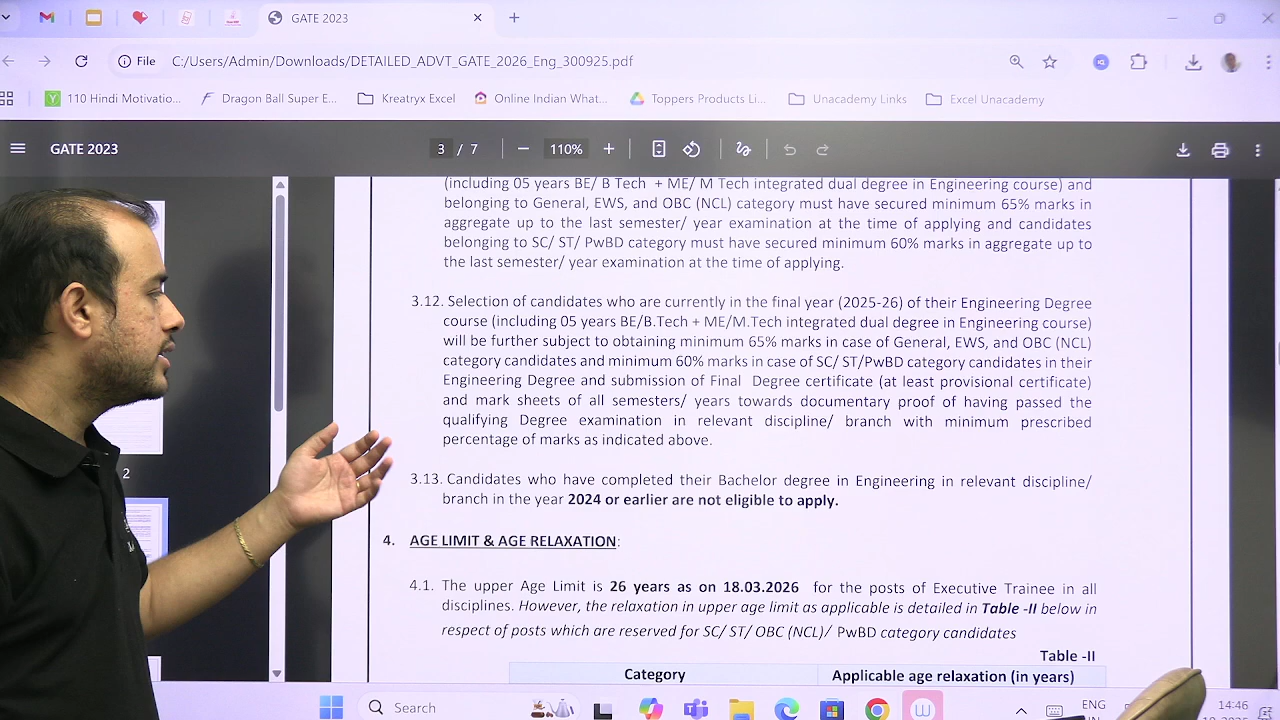 GATE 2023
File C:/Users/Admin/Downloads/DETAILED_ADVT_GATE_2026_Eng_300925.pdf
110 Hindi Motivatio... Dragon Ball Super E... Kreatryx Excel Online Indian What... Toppers Products Li... Unacademy Links Excel Unacademy
GATE 2023 3 / 7 110%
(including 05 years BE/ B Tech + ME/ M Tech integrated dual degree in Engineering course) and
belonging to General, EWS, and OBC (NCL) category must have secured minimum 65% marks in
aggregate up to the last semester/ year examination at the time of applying and candidates
belonging to SC/ ST/ PwBD category must have secured minimum 60% marks in aggregate up to
the last semester/ year examination at the time of applying.
3.12. Selection of candidates who are currently in the final year (2025-26) of their Engineering Degree
course (including 05 years BE/B.Tech + ME/M.Tech integrated dual degree in Engineering course)
will be further subject to obtaining minimum 65% marks in case of General, EWS, and OBC (NCL)
category candidates and minimum 60% marks in case of SC/ ST/PwBD category candidates in their
Engineering Degree and submission of Final Degree certificate (at least provisional certificate)
and mark sheets of all semesters/ years towards documentary proof of having passed the
qualifying Degree examination in relevant discipline/ branch with minimum prescribed
percentage of marks as indicated above.
2
3.13. Candidates who have completed their Bachelor degree in Engineering in relevant discipline/
branch in the year 2024 or earlier are not eligible to apply.
4. AGE LIMIT & AGE RELAXATION:
4.1. The upper Age Limit is 26 years as on 18.03.2026 for the posts of Executive Trainee in all
disciplines. However, the relaxation in upper age limit as applicable is detailed in Table -II below in
respect of posts which are reserved for SC/ ST/ OBC (NCL)/ PwBD category candidates
Table -II
Category Applicable age relaxation (in years)
Search ENG 14:46